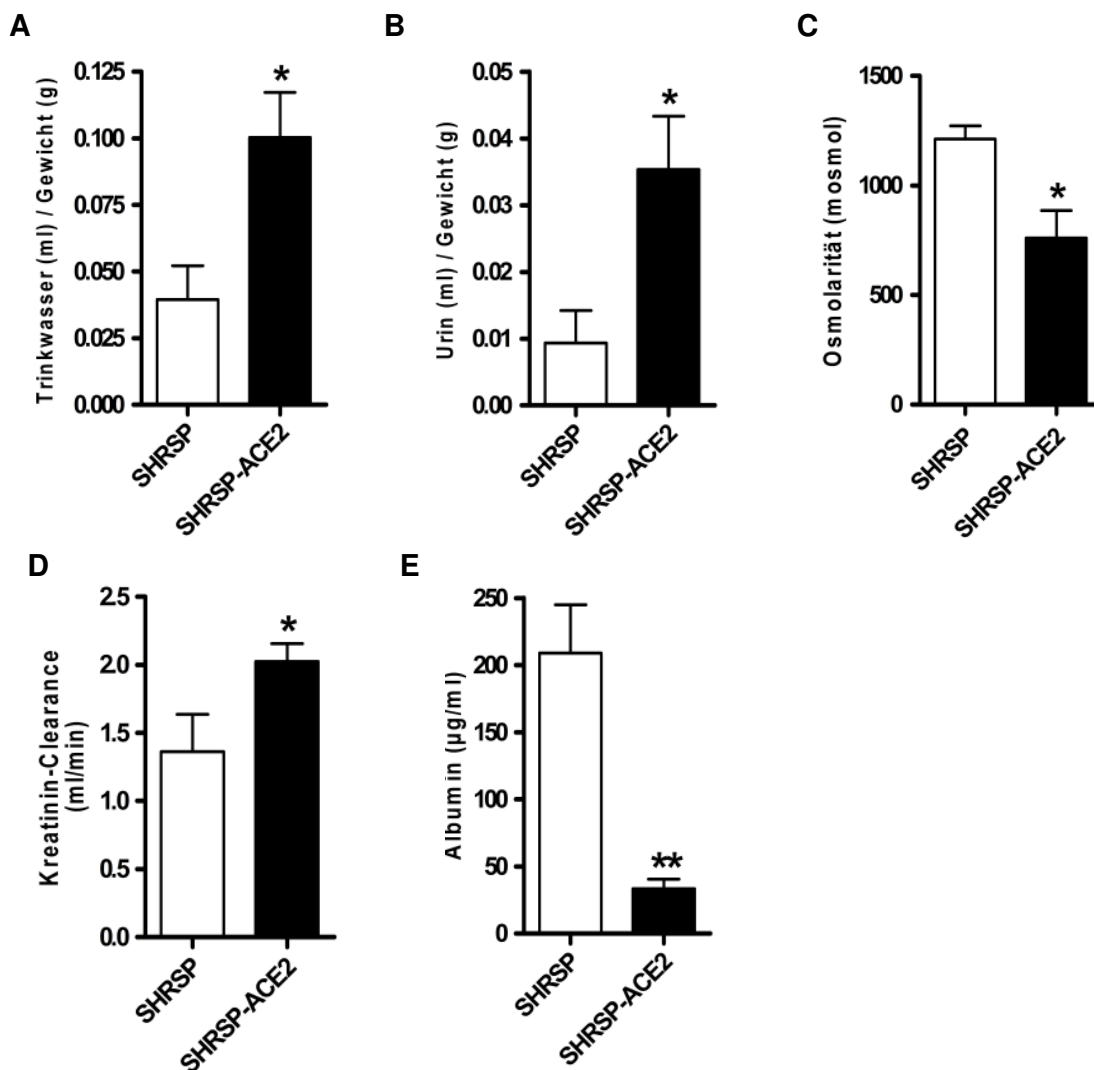 A
Trinkwasser (ml) / Gewicht (g)
0.125
0.100
0.075
0.050
0.025
0.000
*
SHRSP
SHRSP-ACE2
B
Urin (ml) / Gewicht (g)
0.05
0.04
0.03
0.02
0.01
0.00
*
SHRSP
SHRSP-ACE2
C
Osmolarität (mosmol)
1500
1000
500
0
*
SHRSP
SHRSP-ACE2
D
Kreatinin-Clearance
(ml/min)
2.5
2.0
1.5
1.0
0.5
0.0
*
SHRSP
SHRSP-ACE2
E
Albumin (µg/ml)
250
200
150
100
50
0
**
SHRSP
SHRSP-ACE2